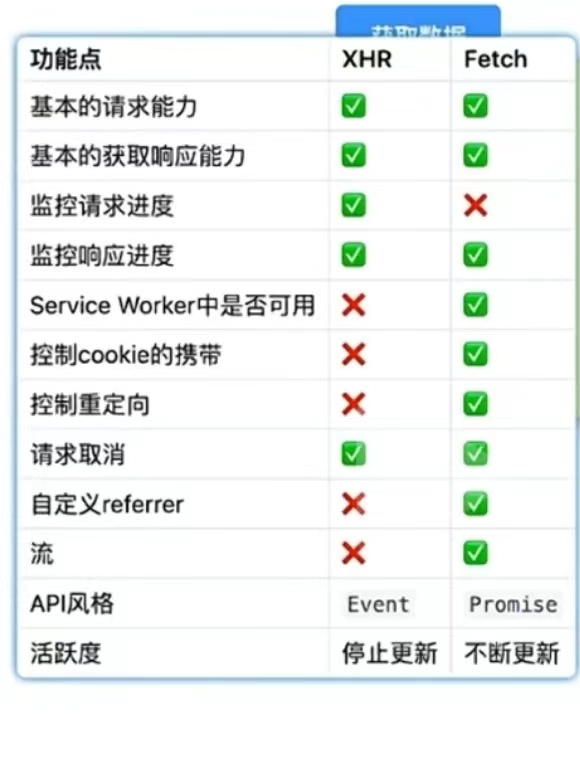 获取数据
功能点 XHR Fetch
基本的请求能力 ✅ ✅
基本的获取响应能力 ✅ ✅
监控请求进度 ✅ ❌
监控响应进度 ✅ ✅
Service Worker中是否可用 ❌ ✅
控制cookie的携带 ❌ ✅
控制重定向 ❌ ✅
请求取消 ✅ ✅
自定义referrer ❌ ✅
流 ❌ ✅
API风格 Event Promise
活跃度 停止更新 不断更新